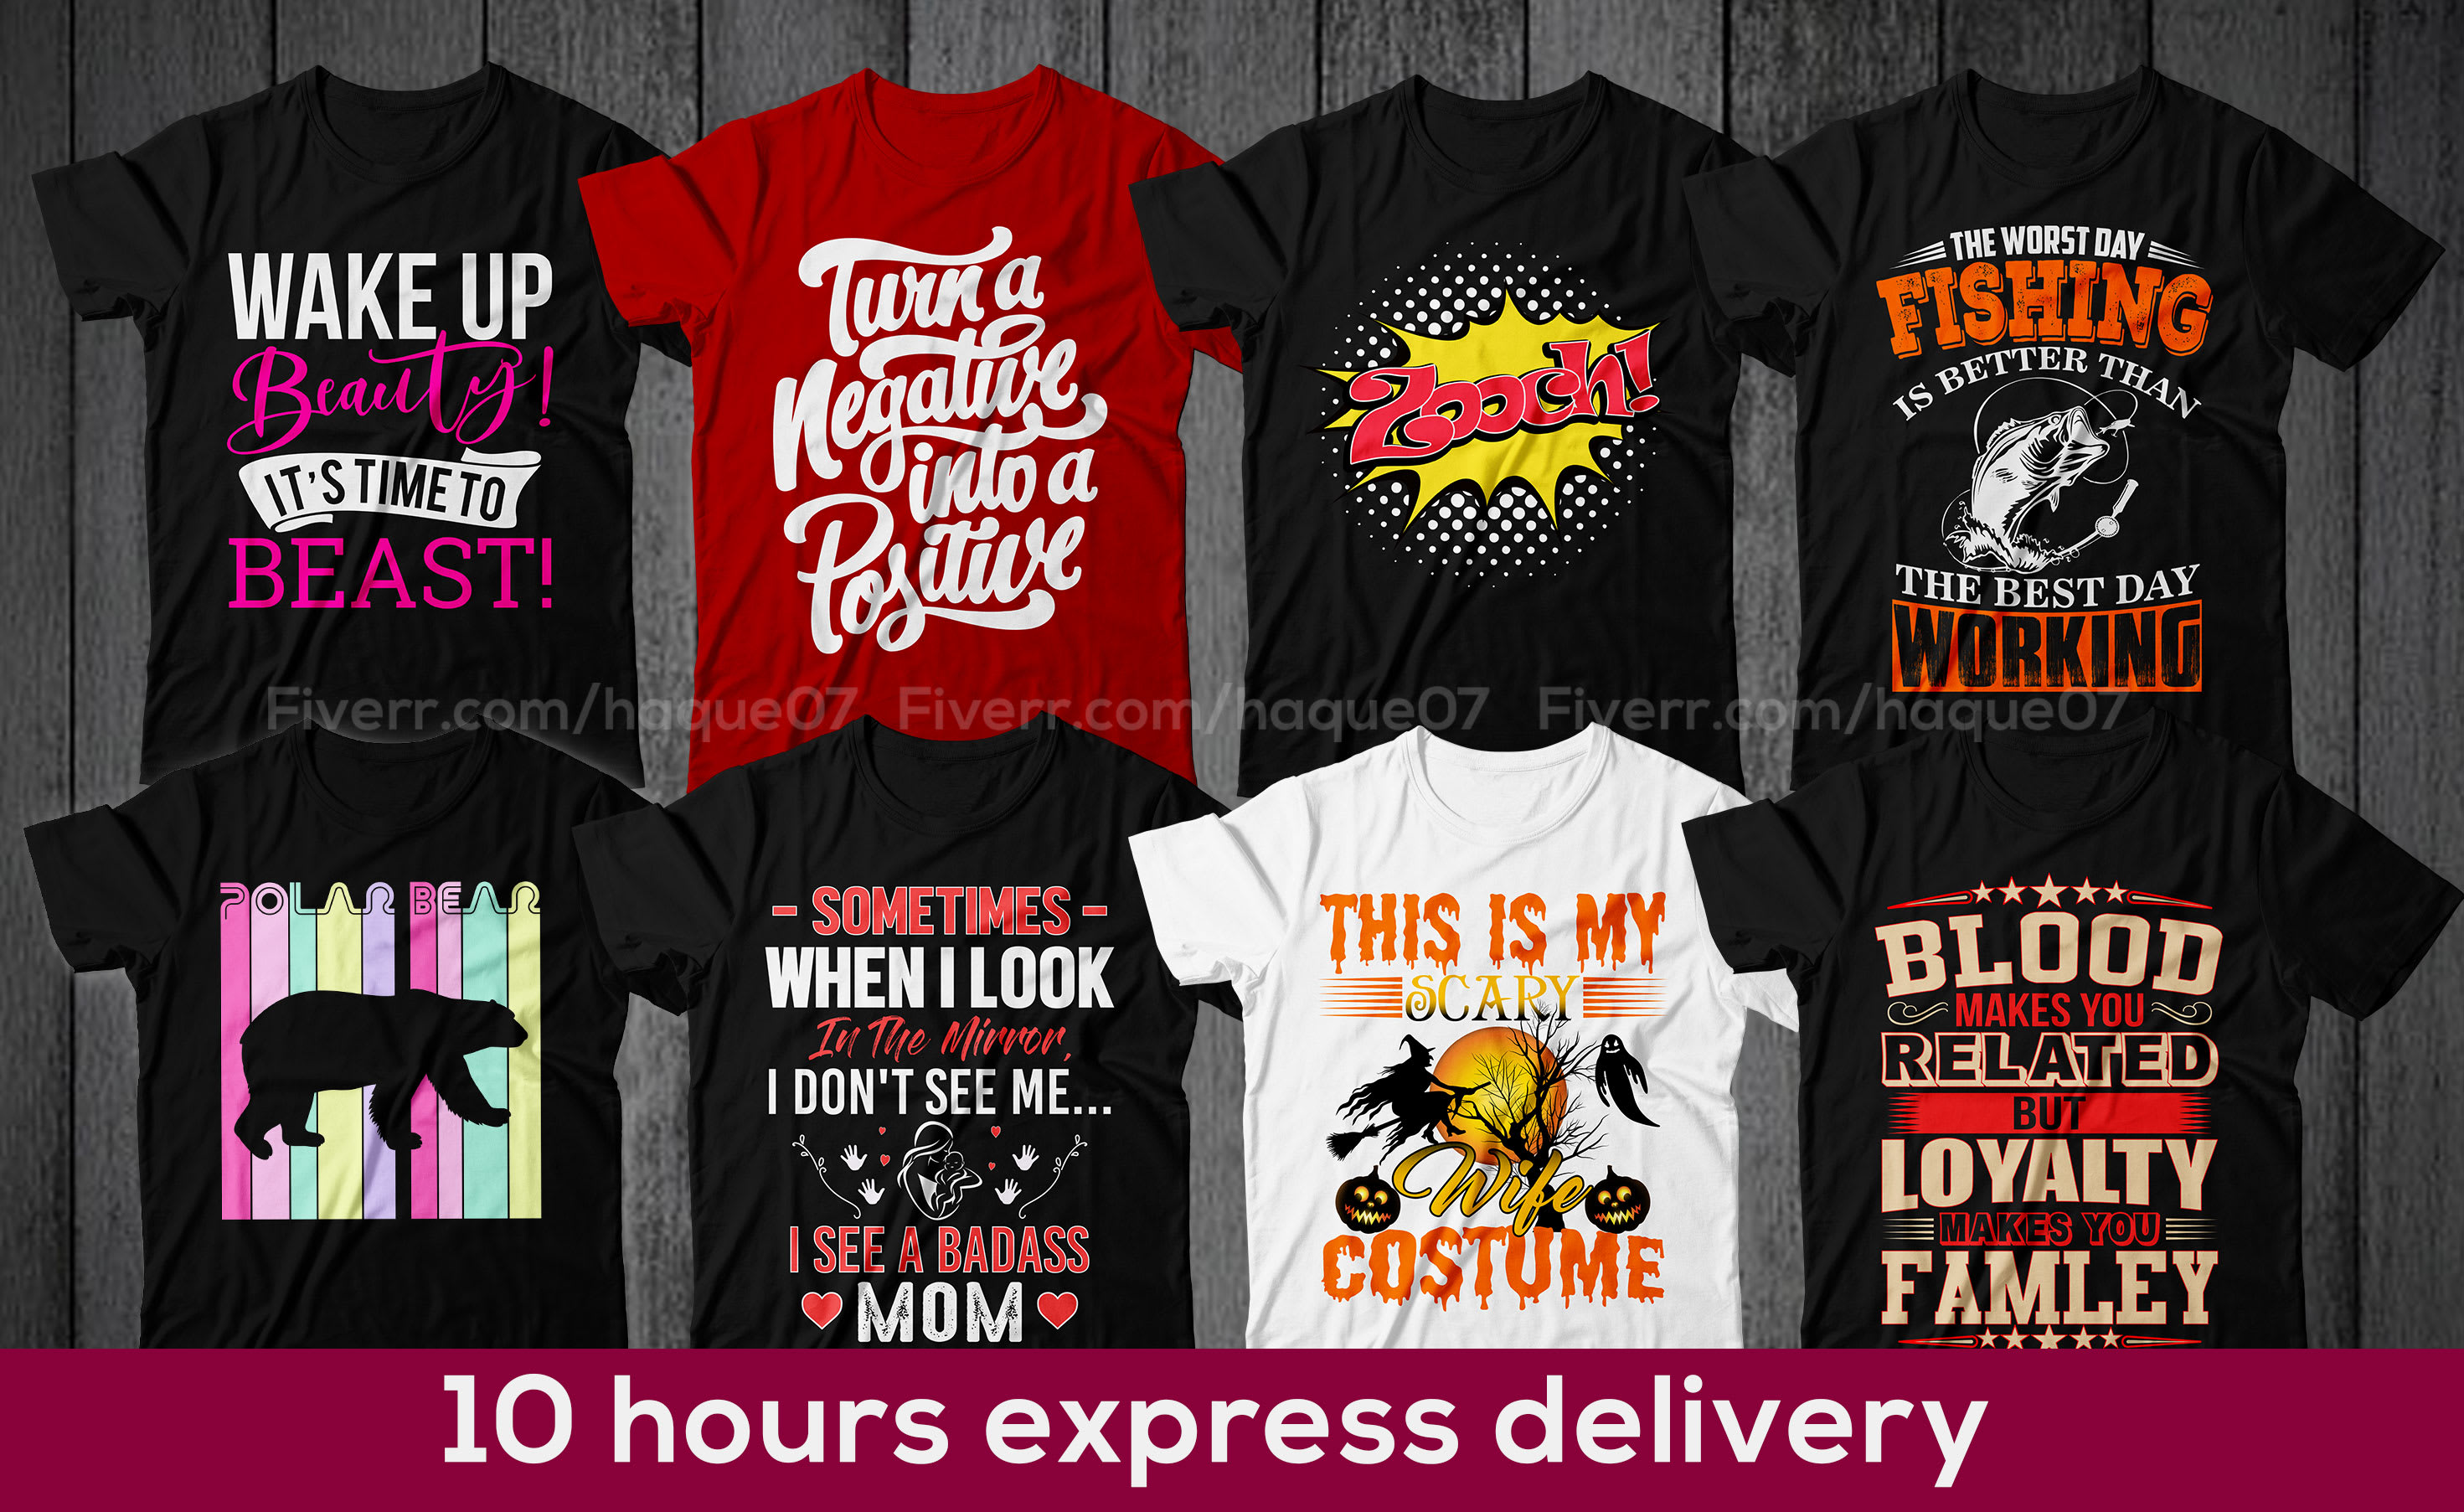 WAKE UP
Beauty!
IT'S TIME TO
BEAST!
Turn a
Negative
into a
Positive
Zooch!
THE WORST DAY
FISHING
IS BETTER THAN
THE BEST DAY
WORKING
Fiverr.com/haque07 Fiverr.com/haque07 Fiverr.com/haque07
POLAR BEAR
- SOMETIMES -
WHEN I LOOK
In The Mirror,
I DON'T SEE ME...
I SEE A BADASS
MOM
THIS IS MY
SCARY
Wife
COSTUME
BLOOD
MAKES YOU
RELATED
BUT
LOYALTY
MAKES YOU
FAMLEY
10 hours express delivery